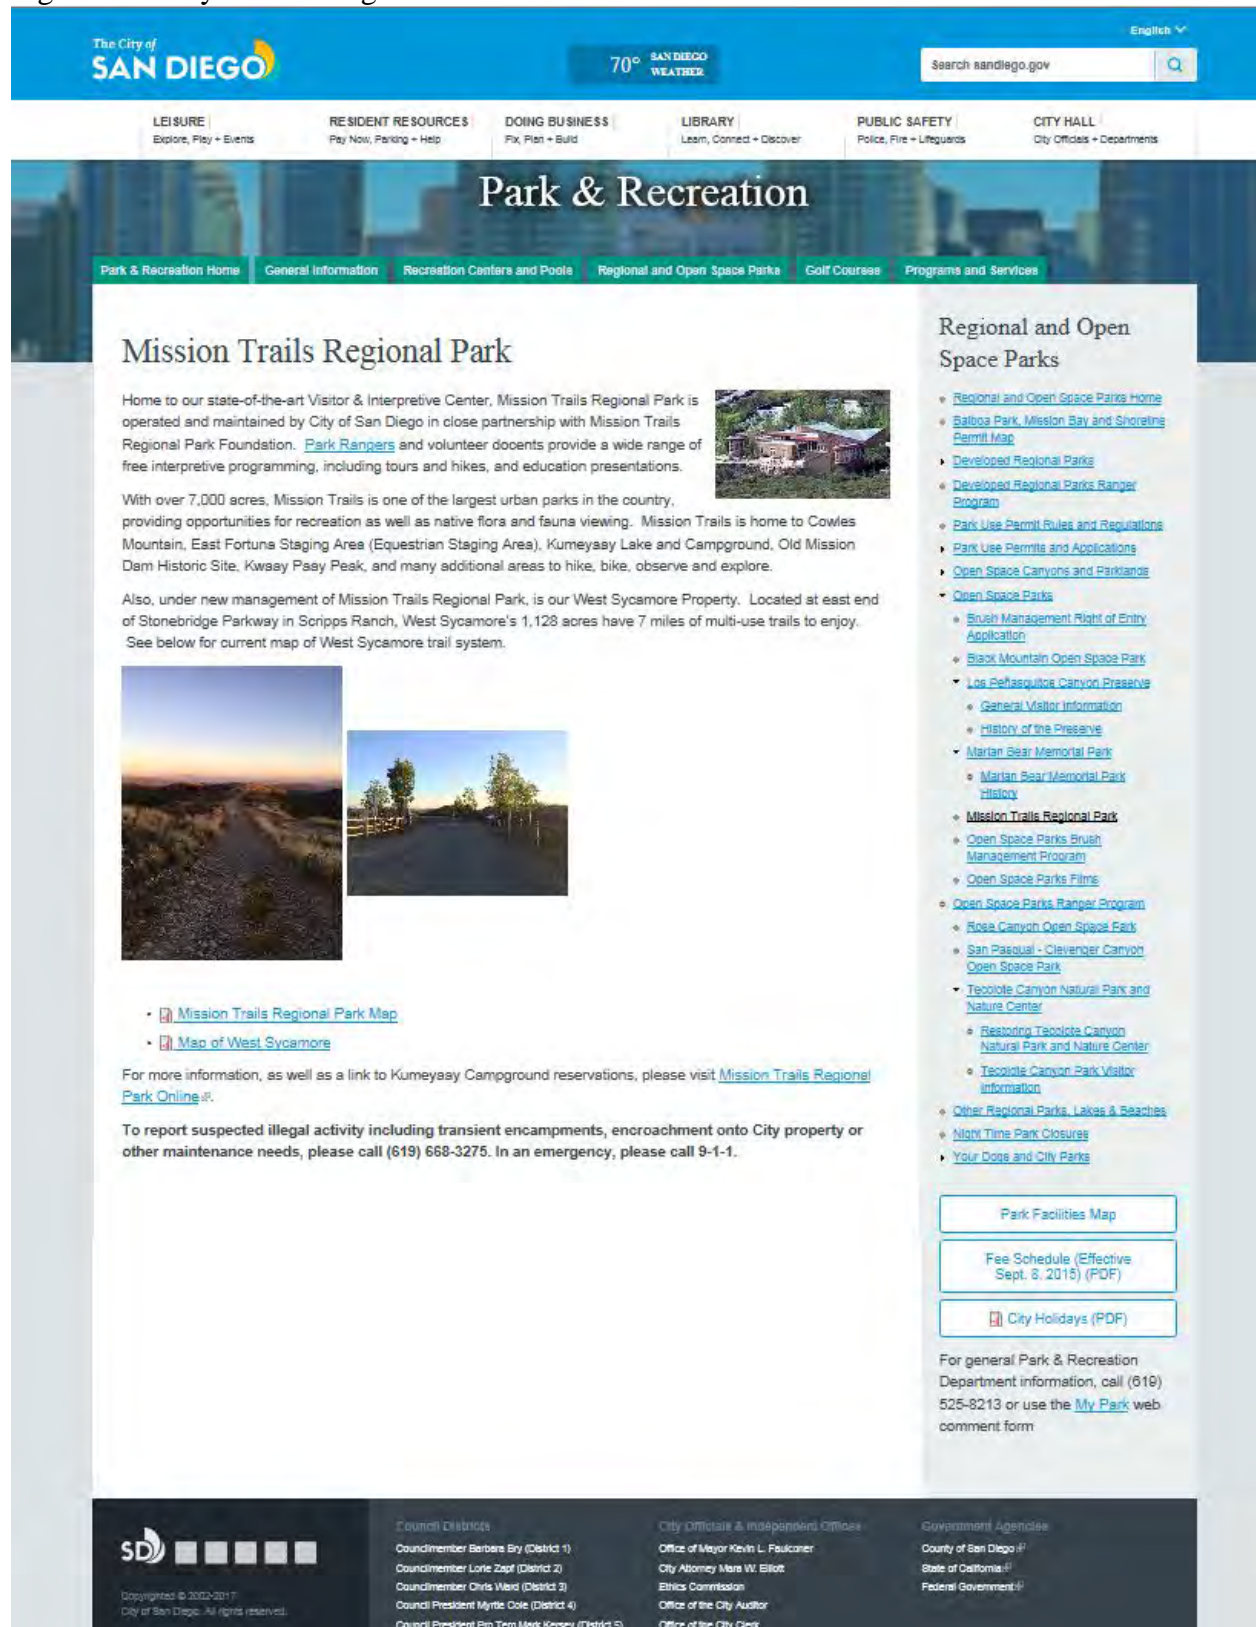 The City of
SAN DIEGO
English
70° SAN DIEGO
WEATHER
Search sandiego.gov
LEISURE
Explore, Play + Events
RESIDENT RESOURCES
Pay Now, Parking + Help
DOING BUSINESS
Fix, Plan + Build
LIBRARY
Learn, Connect + Discover
PUBLIC SAFETY
Police, Fire + Lifeguards
CITY HALL
City Officials + Departments
Park & Recreation
Park & Recreation Home
General Information
Recreation Centers and Pools
Regional and Open Space Parks
Golf Courses
Programs and Services
Mission Trails Regional Park
Home to our state-of-the-art Visitor & Interpretive Center, Mission Trails Regional Park is
operated and maintained by City of San Diego in close partnership with Mission Trails
Regional Park Foundation. Park Rangers and volunteer docents provide a wide range of
free interpretive programming, including tours and hikes, and education presentations.
With over 7,000 acres, Mission Trails is one of the largest urban parks in the country,
providing opportunities for recreation as well as native flora and fauna viewing. Mission Trails is home to Cowles
Mountain, East Fortuna Staging Area (Equestrian Staging Area), Kumeyaay Lake and Campground, Old Mission
Dam Historic Site, Kwaay Paay Peak, and many additional areas to hike, bike, observe and explore.
Also, under new management of Mission Trails Regional Park, is our West Sycamore Property. Located at east end
of Stonebridge Parkway in Scripps Ranch, West Sycamore's 1,128 acres have 7 miles of multi-use trails to enjoy.
See below for current map of West Sycamore trail system.
Mission Trails Regional Park Map
Map of West Sycamore
For more information, as well as a link to Kumeyaay Campground reservations, please visit Mission Trails Regional
Park Online.
To report suspected illegal activity including transient encampments, encroachment onto City property or
other maintenance needs, please call (619) 668-3275. In an emergency, please call 9-1-1.
Regional and Open
Space Parks
Regional and Open Space Parks Home
Balboa Park, Mission Bay and Shoreline
Permit Map
Developed Regional Parks
Developed Regional Parks Ranger
Program
Park Use Permit Rules and Regulations
Park Use Permits and Applications
Open Space Canyons and Parklands
Open Space Parks
Brush Management Right of Entry
Application
Black Mountain Open Space Park
Los Peñasquitos Canyon Preserve
General Visitor Information
History of the Preserve
Marian Bear Memorial Park
Marian Bear Memorial Park
History
Mission Trails Regional Park
Open Space Parks Brush
Management Program
Open Space Parks Films
Open Space Parks Ranger Program
Rose Canyon Open Space Park
San Pasqual - Clevenger Canyon
Open Space Park
Tecolote Canyon Natural Park and
Nature Center
Restoring Tecolote Canyon
Natural Park and Nature Center
Tecolote Canyon Park Visitor
Information
Other Regional Parks, Lakes & Beaches
Night Time Park Closures
Your Dogs and City Parks
Park Facilities Map
Fee Schedule (Effective
Sept. 8, 2015) (PDF)
City Holidays (PDF)
For general Park & Recreation
Department information, call (619)
525-8213 or use the My Park web
comment form
SD
Copyrighted © 2002-2017
City of San Diego. All rights reserved.
Council Districts
Councilmember Barbara Bry (District 1)
Councilmember Lorie Zapf (District 2)
Councilmember Chris Ward (District 3)
Council President Myrtle Cole (District 4)
Council President Pro Tem Mark Kersey (District 5)
City Officials & Independent Offices
Office of Mayor Kevin L. Faulconer
City Attorney Mara W. Elliott
Ethics Commission
Office of the City Auditor
Office of the City Clerk
Government Agencies
County of San Diego
State of California
Federal Government